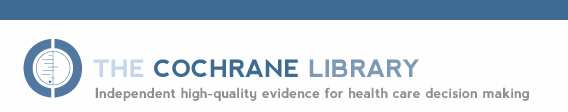 THE COCHRANE LIBRARY
Independent high-quality evidence for health care decision making